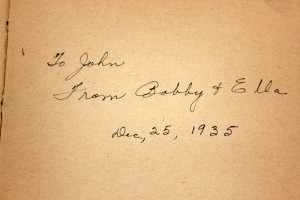 To John
From Bobby & Ella
Dec, 25, 1935